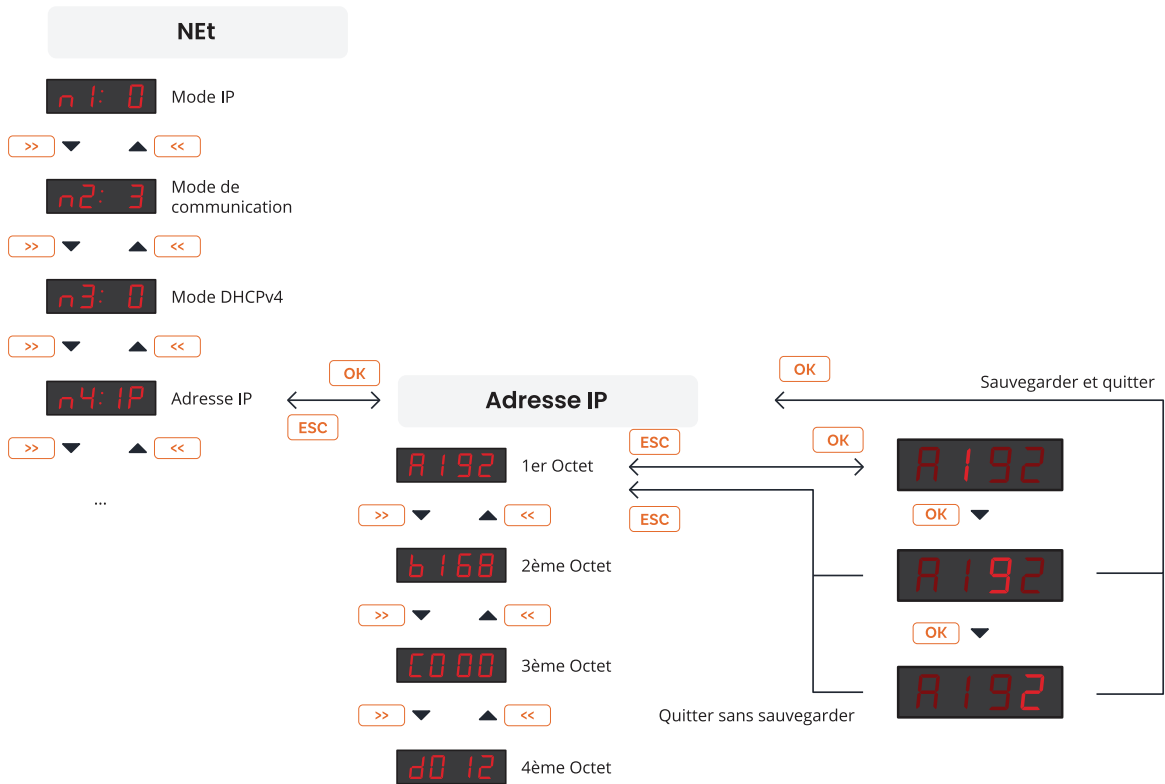 NEt
n1: 0
Mode IP
>>
<<
n2: 3
Mode de
communication
>>
<<
n3: 0
Mode DHCPv4
>>
<<
n4:IP
Adresse IP
OK
ESC
>>
<<
...
Adresse IP
OK
Sauvegarder et quitter
A192
1er Octet
ESC
OK
ESC
A192
>>
<<
OK
b168
2ème Octet
A192
>>
<<
OK
C000
3ème Octet
A192
>>
<<
Quitter sans sauvegarder
d012
4ème Octet